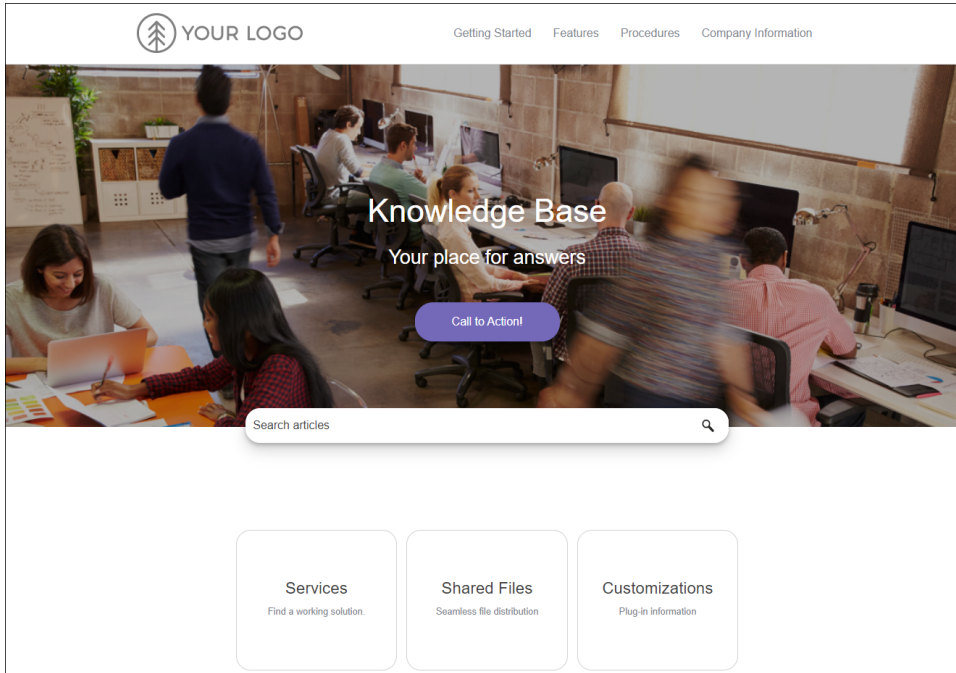 YOUR LOGO
Getting Started Features Procedures Company Information
Knowledge Base
Your place for answers
Call to Action!
Search articles
Services
Find a working solution.
Shared Files
Seamless file distribution
Customizations
Plug-in information